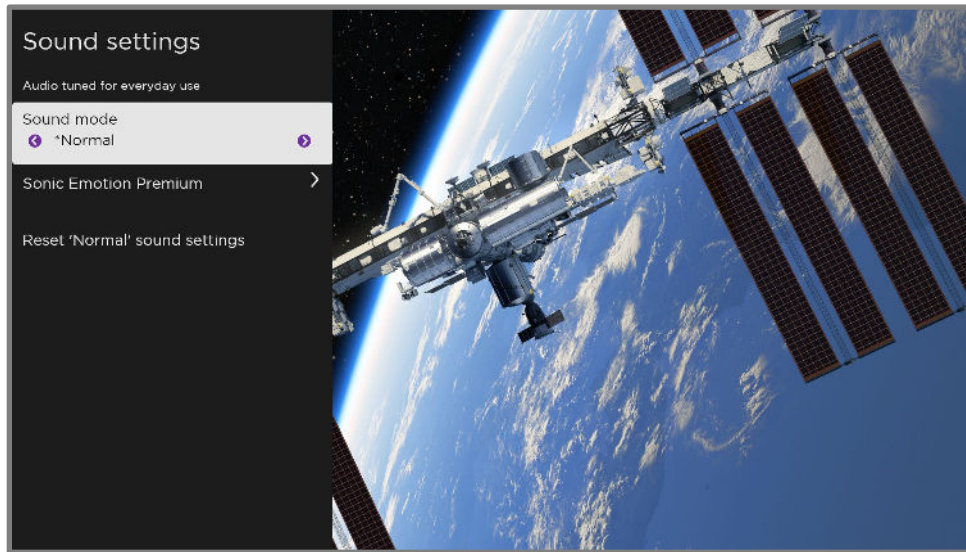 Sound settings
Audio tuned for everyday use
Sound mode
*Normal
Sonic Emotion Premium
Reset 'Normal' sound settings